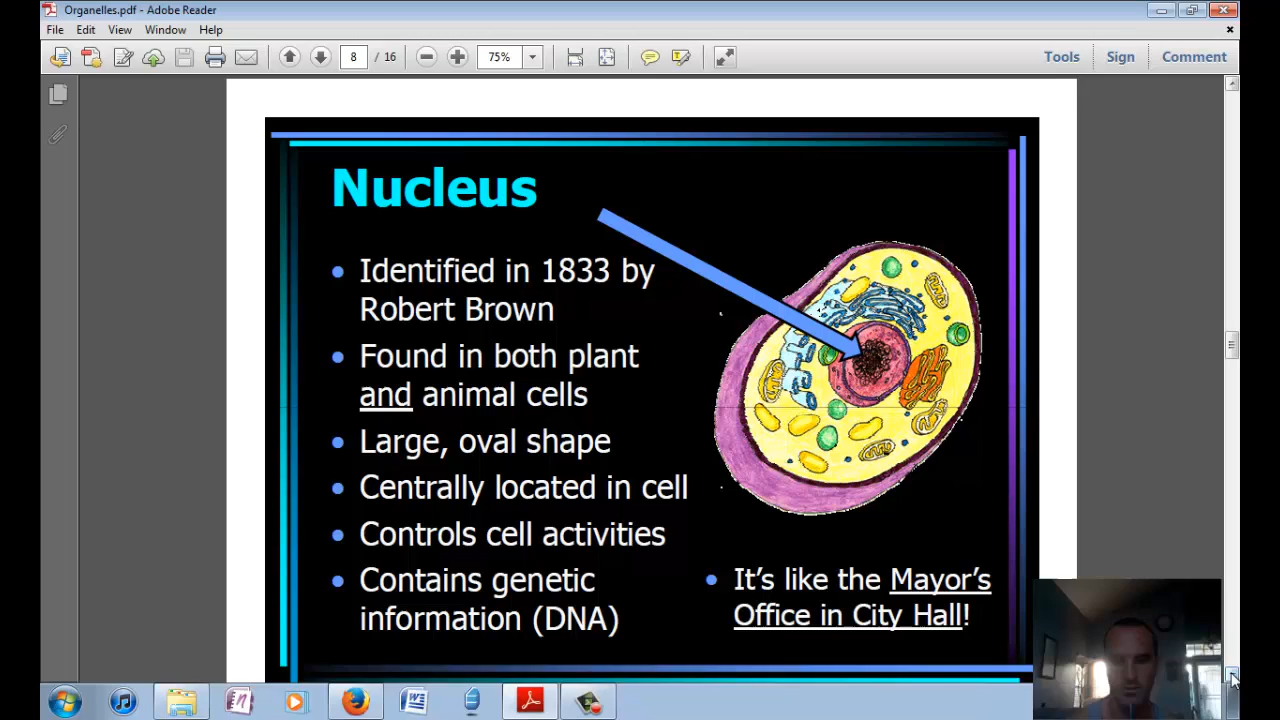 Organelles.pdf - Adobe Reader
File Edit View Window Help
8 / 16 75% Tools Sign Comment
Nucleus
• Identified in 1833 by
Robert Brown
• Found in both plant
and animal cells
• Large, oval shape
• Centrally located in cell
• Controls cell activities
• Contains genetic
information (DNA)
• It's like the Mayor's
Office in City Hall!